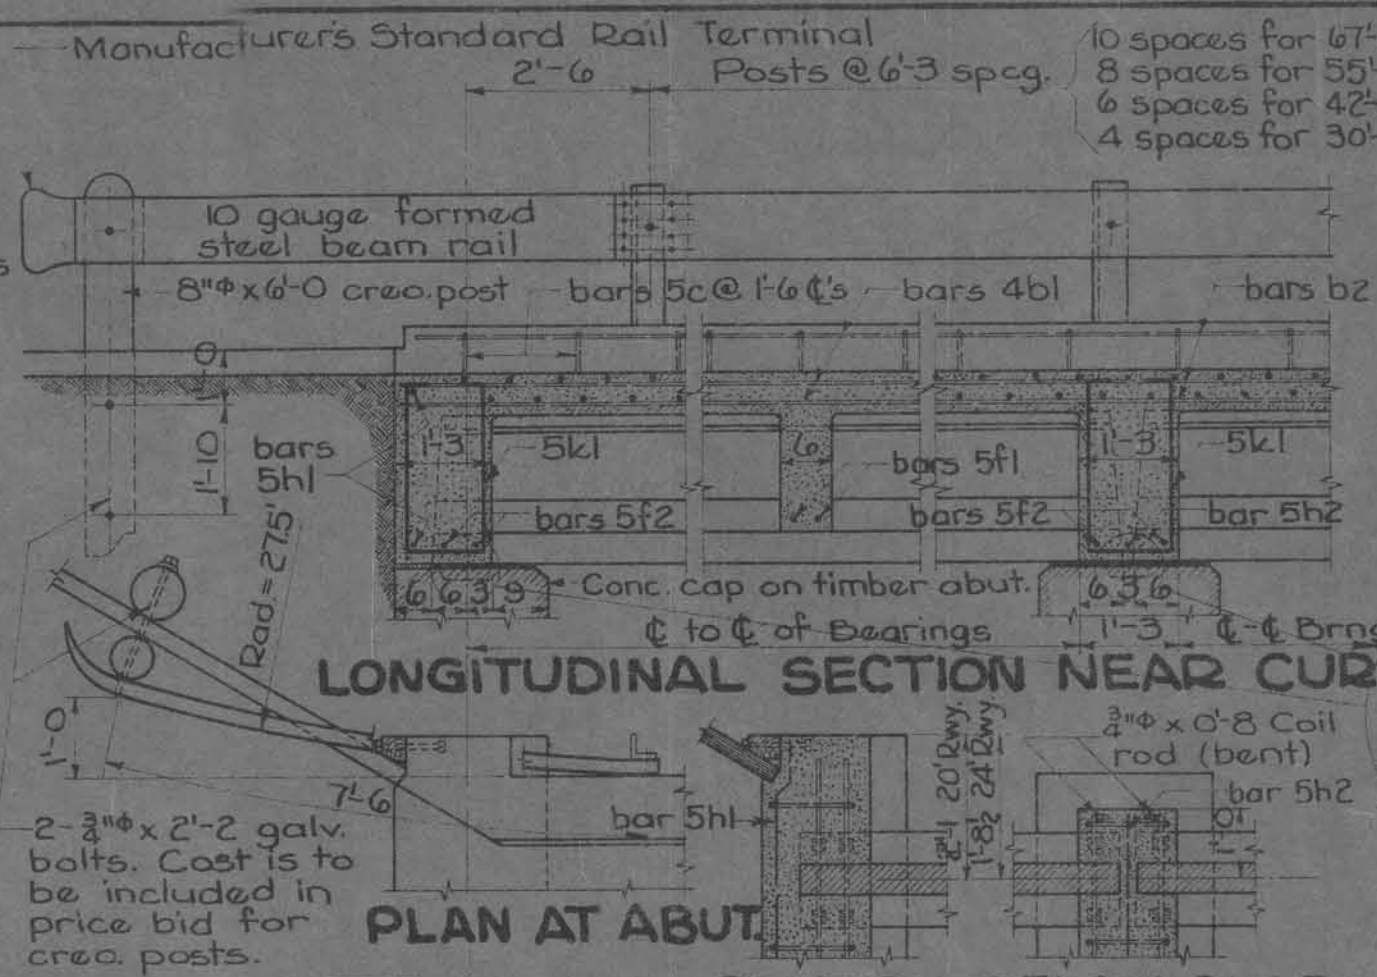 Manufacturer's Standard Rail Terminal
2'-6
Posts @ 6'-3 spcg.
10 spaces for 67'-
8 spaces for 55'-
6 spaces for 42'-
4 spaces for 30'-
10 gauge formed
steel beam rail
s
8"Φ x 6'-0 creo. post
bars 5c @ 1'-6 ₵'s
bars 4b1
bars b2
1'-0
1'-10
bars
5h1
1'-3
5k1
6
bars 5f1
1'-3
5k1
bars 5f2
bars 5f2
bar 5h2
Rad = 27.5'
6 6 3 9
Conc. cap on timber abut.
6 3 6
₵ to ₵ of Bearings
1'-3
₵-₵ Brng
LONGITUDINAL SECTION NEAR CUR
1'-0
7'-6
bar 5h1
20' Rwy.
1'-8½ 24' Rwy.
¾"Φ x 0'-8 Coil
rod (bent)
bar 5h2
1'-0
2-¾"Φ x 2'-2 galv.
bolts. Cost is to
be included in
price bid for
creo. posts.
PLAN AT ABUT.